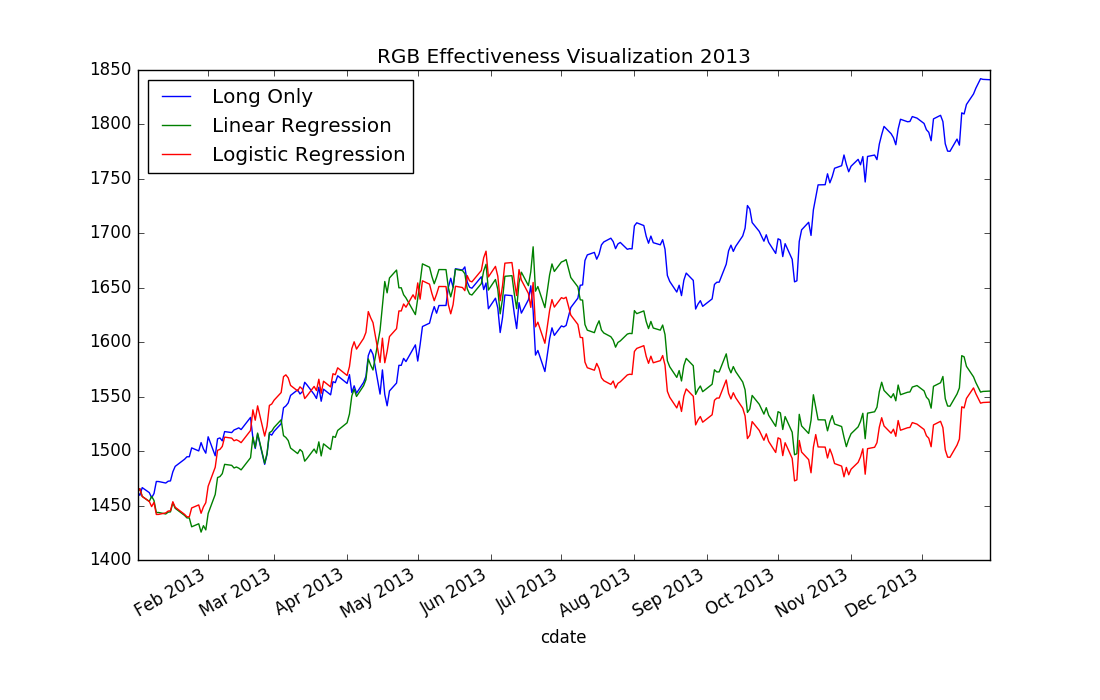 RGB Effectiveness Visualization 2013
Long Only
Linear Regression
Logistic Regression
1850
1800
1750
1700
1650
1600
1550
1500
1450
1400
Feb 2013
Mar 2013
Apr 2013
May 2013
Jun 2013
Jul 2013
Aug 2013
Sep 2013
Oct 2013
Nov 2013
Dec 2013
cdate